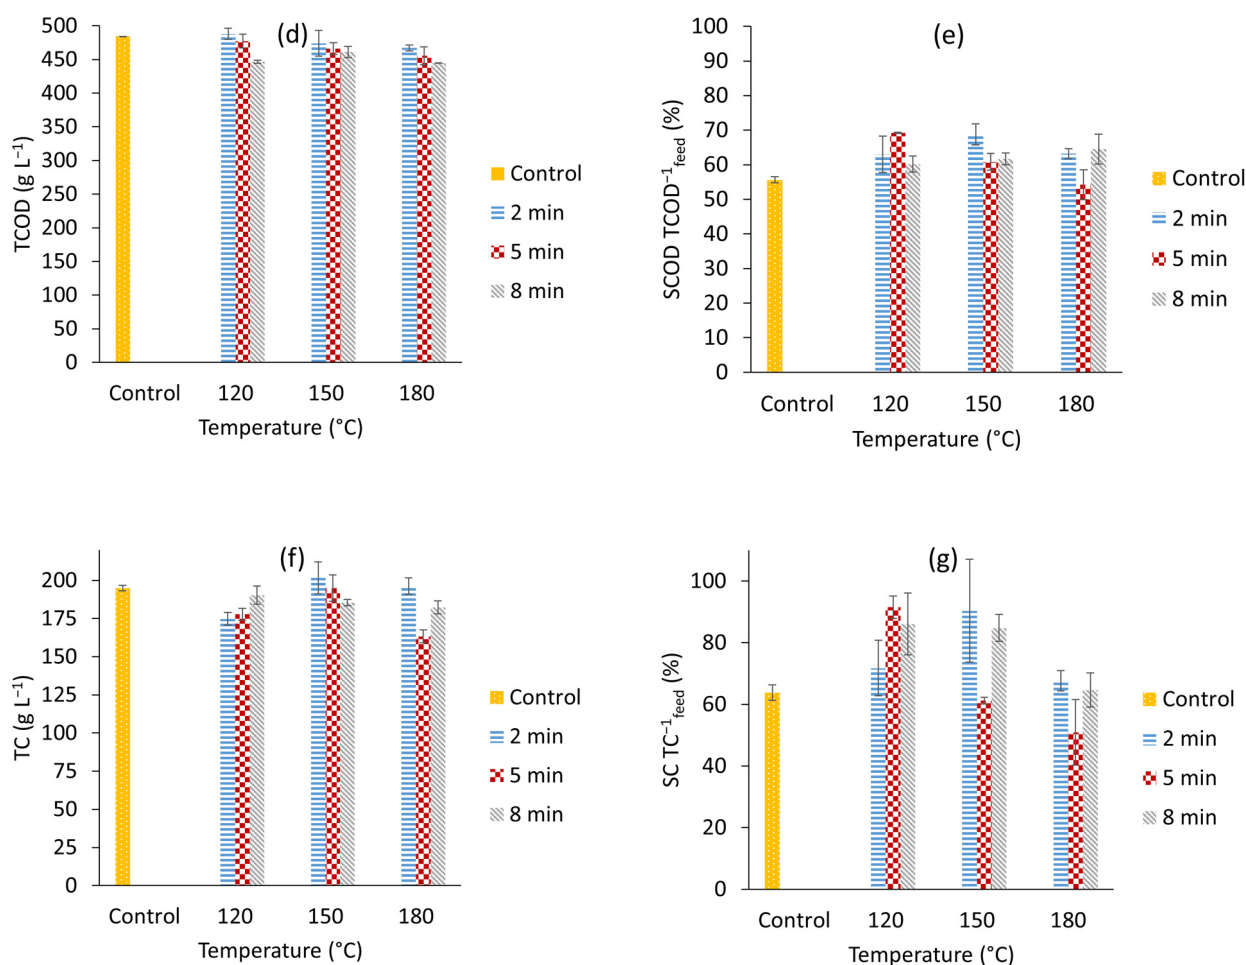 (d)
TCOD (g L⁻¹)
500
450
400
350
300
250
200
150
100
50
0
Control 120 150 180
Temperature (°C)
Control
2 min
5 min
8 min
(e)
SCOD TCOD⁻¹feed (%)
100
90
80
70
60
50
40
30
20
10
0
Control 120 150 180
Temperature (°C)
Control
2 min
5 min
8 min
(f)
TC (g L⁻¹)
200
175
150
125
100
75
50
25
0
Control 120 150 180
Temperature (°C)
Control
2 min
5 min
8 min
(g)
SC TC⁻¹feed (%)
100
80
60
40
20
0
Control 120 150 180
Temperature (°C)
Control
2 min
5 min
8 min